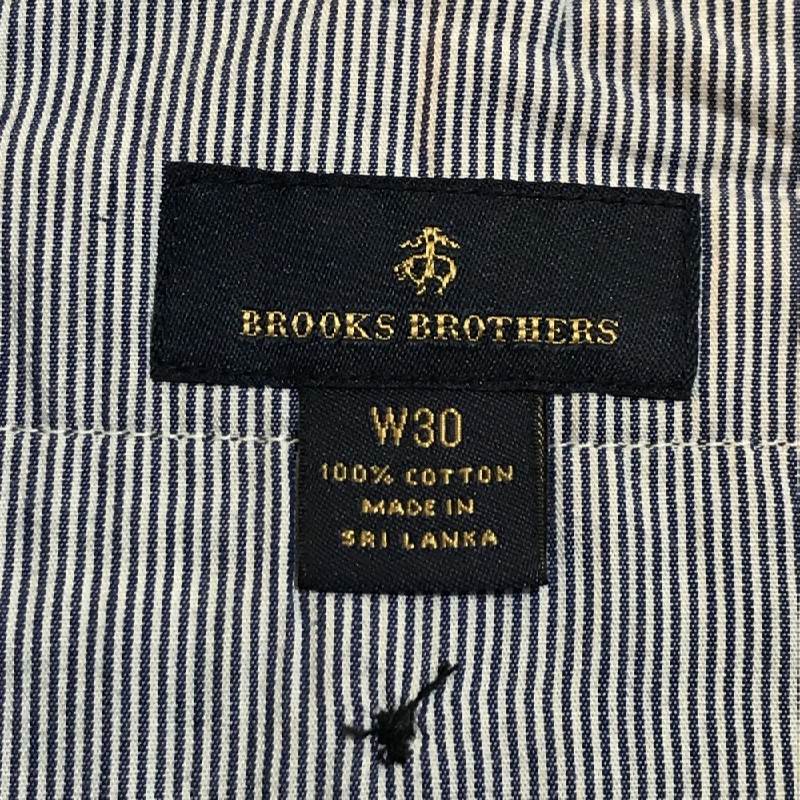 BROOKS BROTHERS
W30
100% COTTON
MADE IN
SRI LANKA